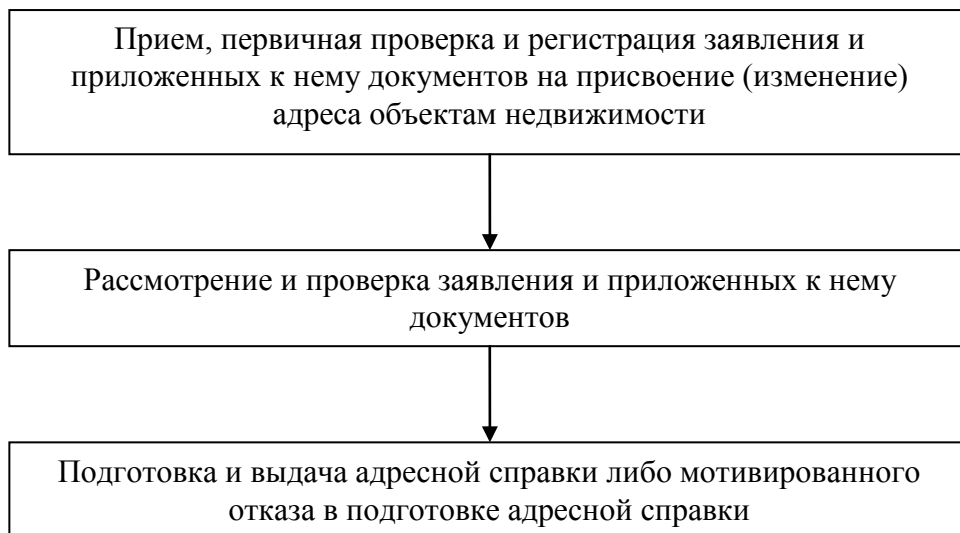 Прием, первичная проверка и регистрация заявления и
приложенных к нему документов на присвоение (изменение)
адреса объектам недвижимости
Рассмотрение и проверка заявления и приложенных к нему
документов
Подготовка и выдача адресной справки либо мотивированного
отказа в подготовке адресной справки